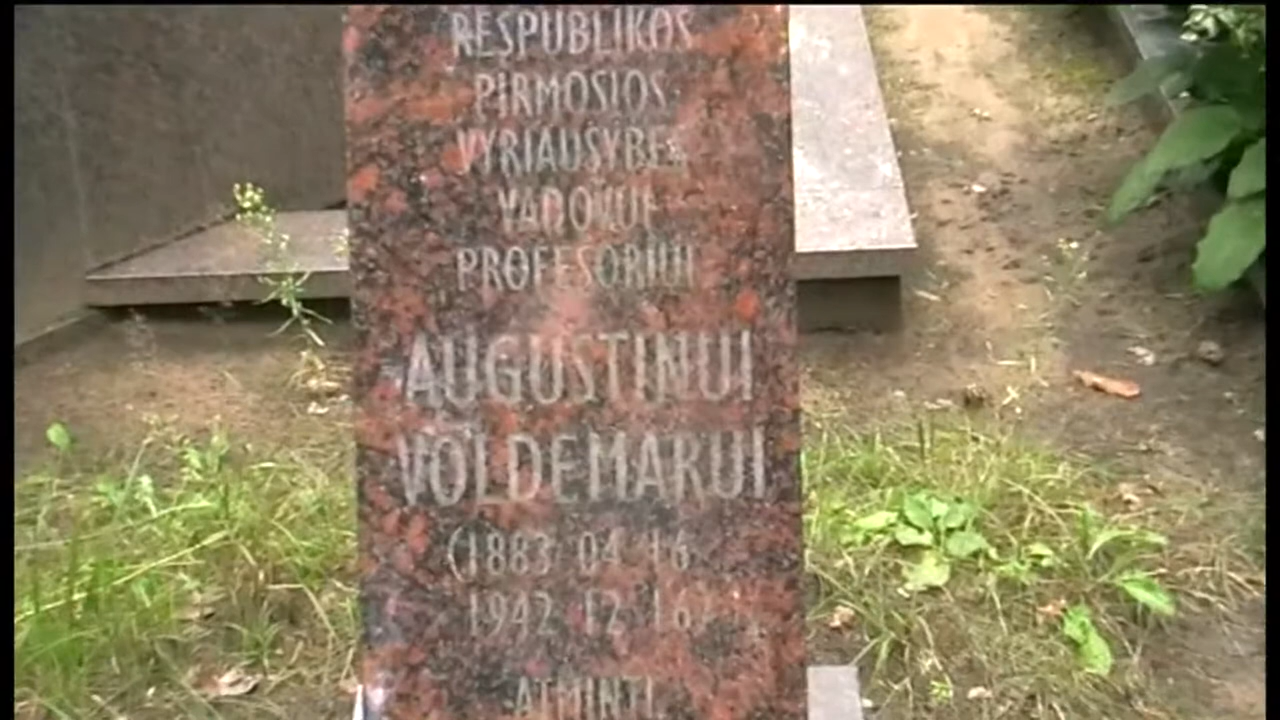 RESPUBLIKOS
PIRMOSIOS
VYRIAUSYBĖS
VADOVUI
PROFESORIUI
AUGUSTINUI
VOLDEMARUI
(1883 04 16
1942 12 16)
ATMINTI